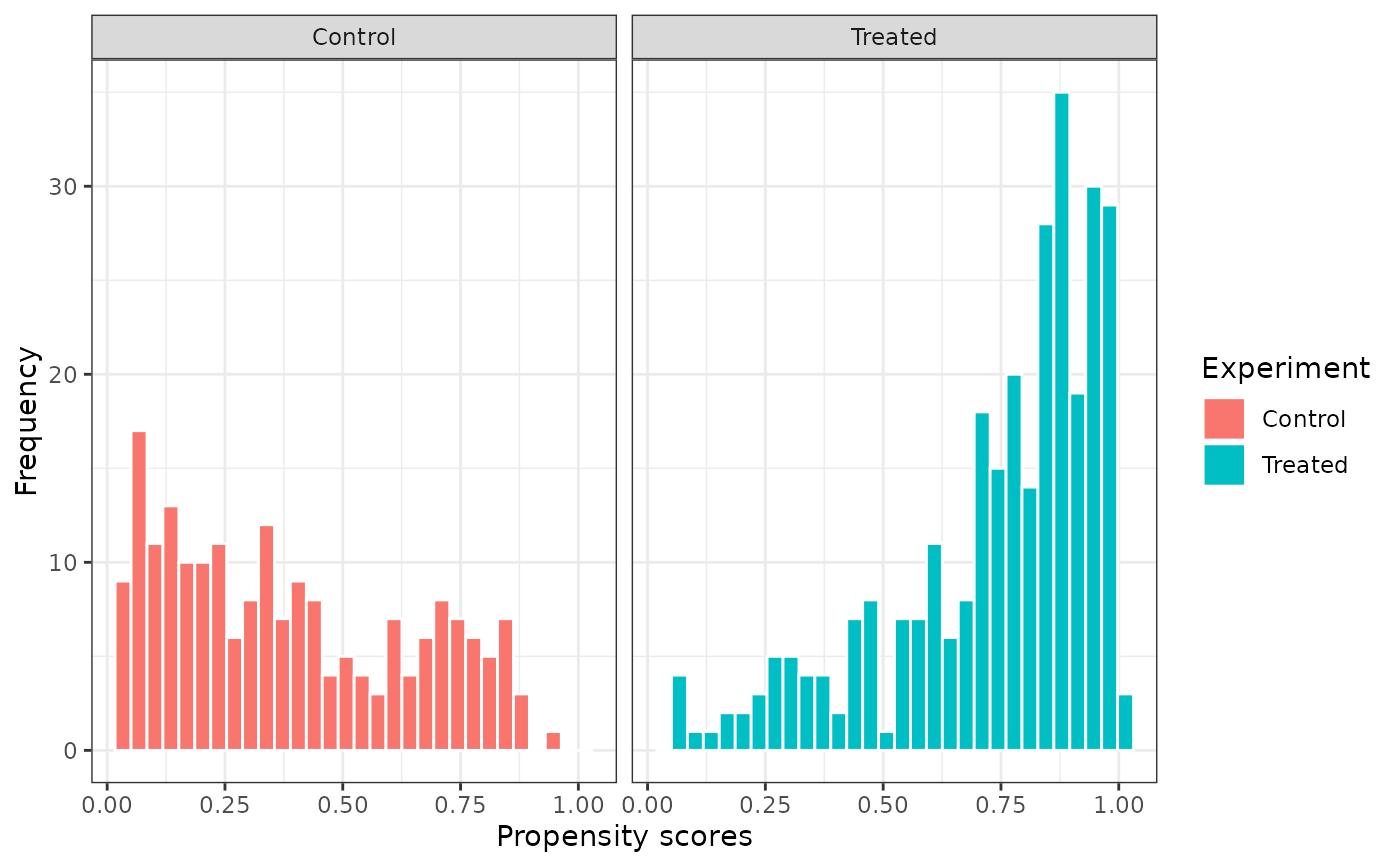 Control Treated
30
20
10
0
Frequency
0.00 0.25 0.50 0.75 1.00 0.00 0.25 0.50 0.75 1.00
Propensity scores
Experiment
Control
Treated